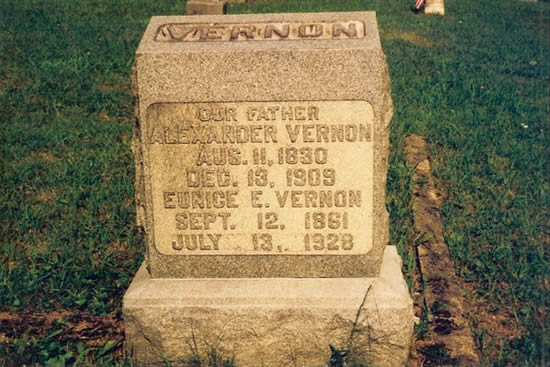 VERNON
OUR FATHER
ALEXANDER VERNON
AUG. 11, 1830
DEC. 13, 1909
EUNICE E. VERNON
SEPT. 12, 1861
JULY 13, 1928